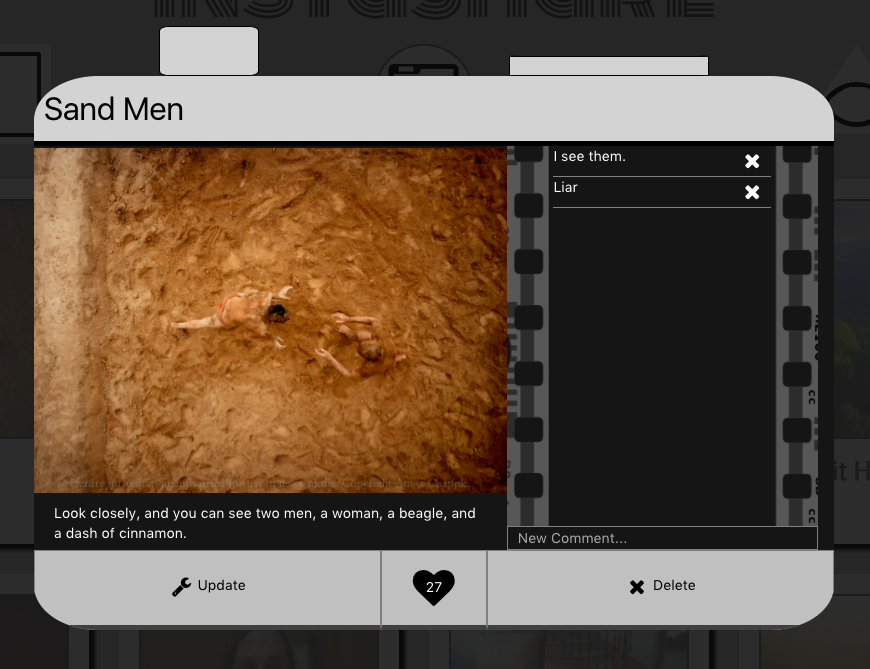 INSTASHARE
Sand Men
I see them.
Liar
Look closely, and you can see two men, a woman, a beagle, and
a dash of cinnamon.
New Comment...
Update
27
Delete